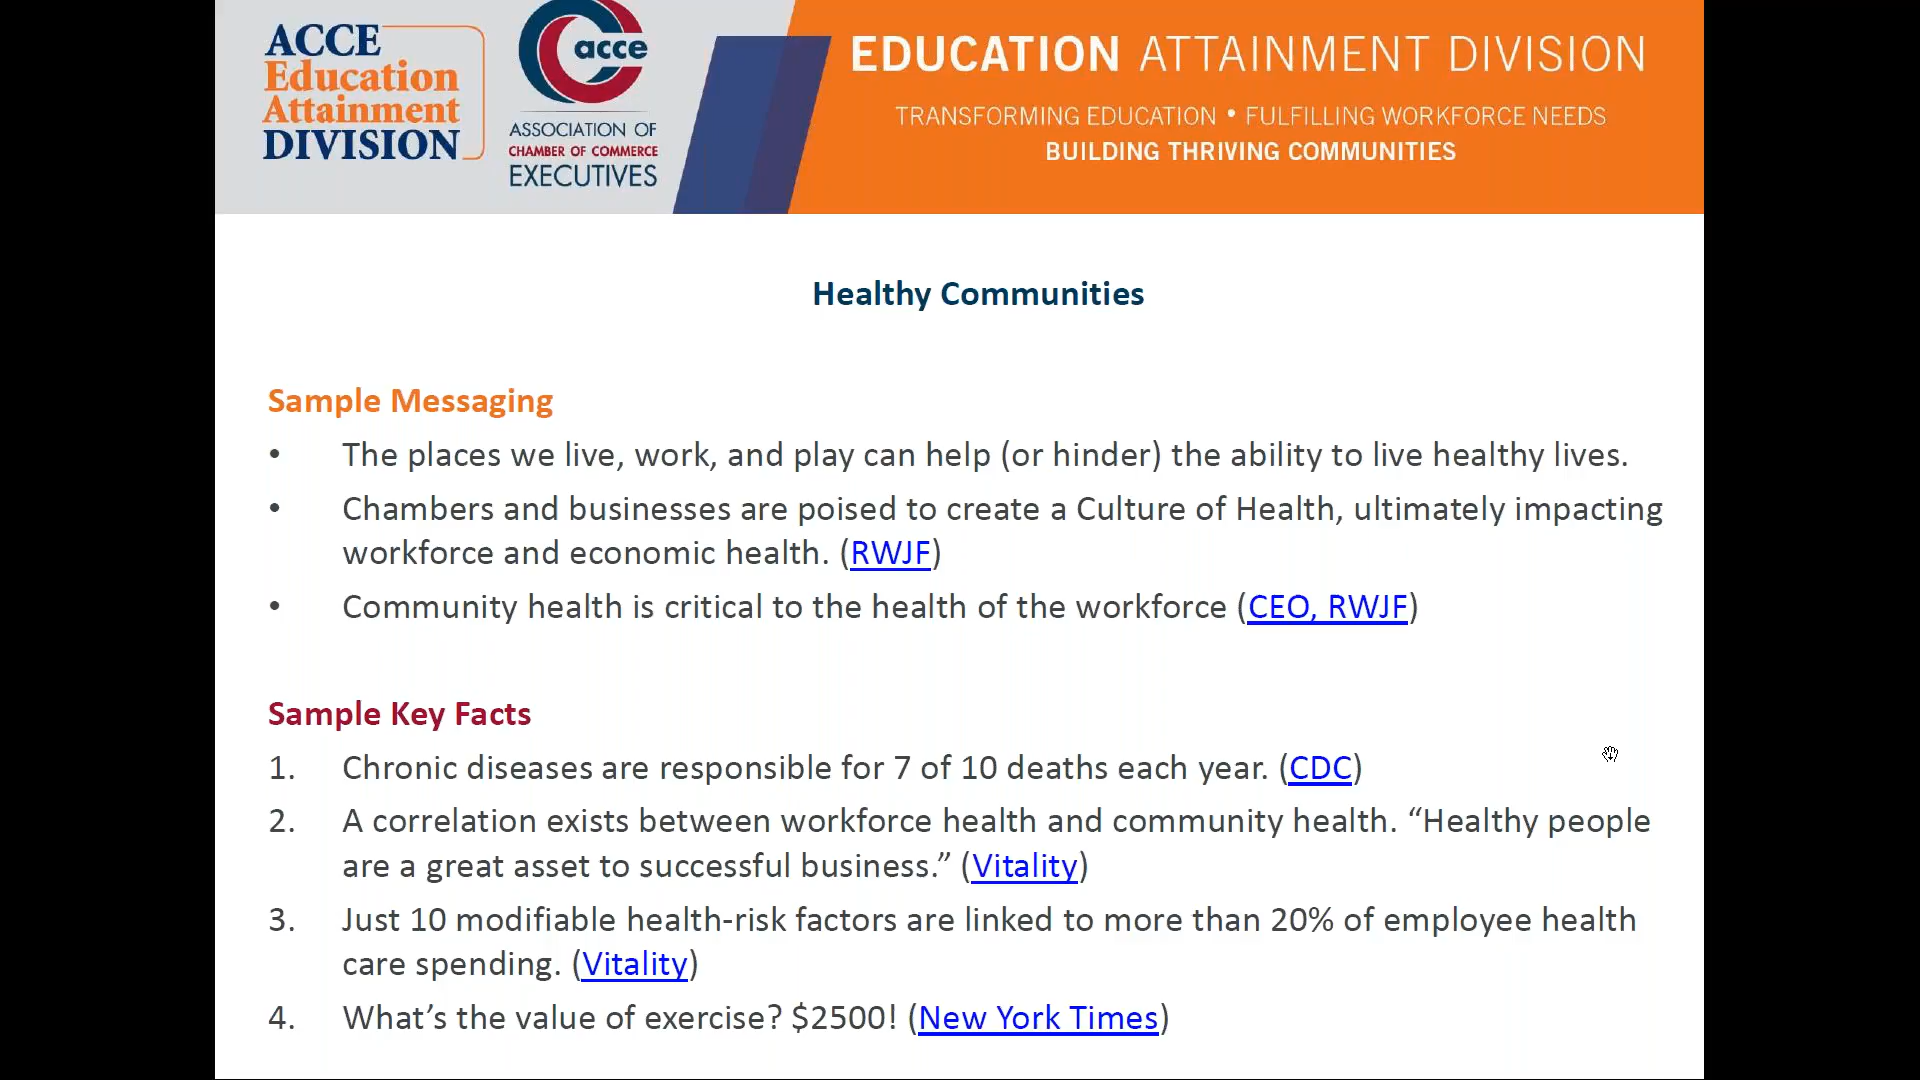 ACCE
Education
Attainment
DIVISION
acce
ASSOCIATION OF
CHAMBER OF COMMERCE
EXECUTIVES
EDUCATION ATTAINMENT DIVISION
TRANSFORMING EDUCATION • FULFILLING WORKFORCE NEEDS
BUILDING THRIVING COMMUNITIES
Healthy Communities
Sample Messaging
• The places we live, work, and play can help (or hinder) the ability to live healthy lives.
• Chambers and businesses are poised to create a Culture of Health, ultimately impacting
workforce and economic health. (RWJF)
• Community health is critical to the health of the workforce (CEO, RWJF)
Sample Key Facts
1. Chronic diseases are responsible for 7 of 10 deaths each year. (CDC)
2. A correlation exists between workforce health and community health. “Healthy people
are a great asset to successful business.” (Vitality)
3. Just 10 modifiable health-risk factors are linked to more than 20% of employee health
care spending. (Vitality)
4. What’s the value of exercise? $2500! (New York Times)